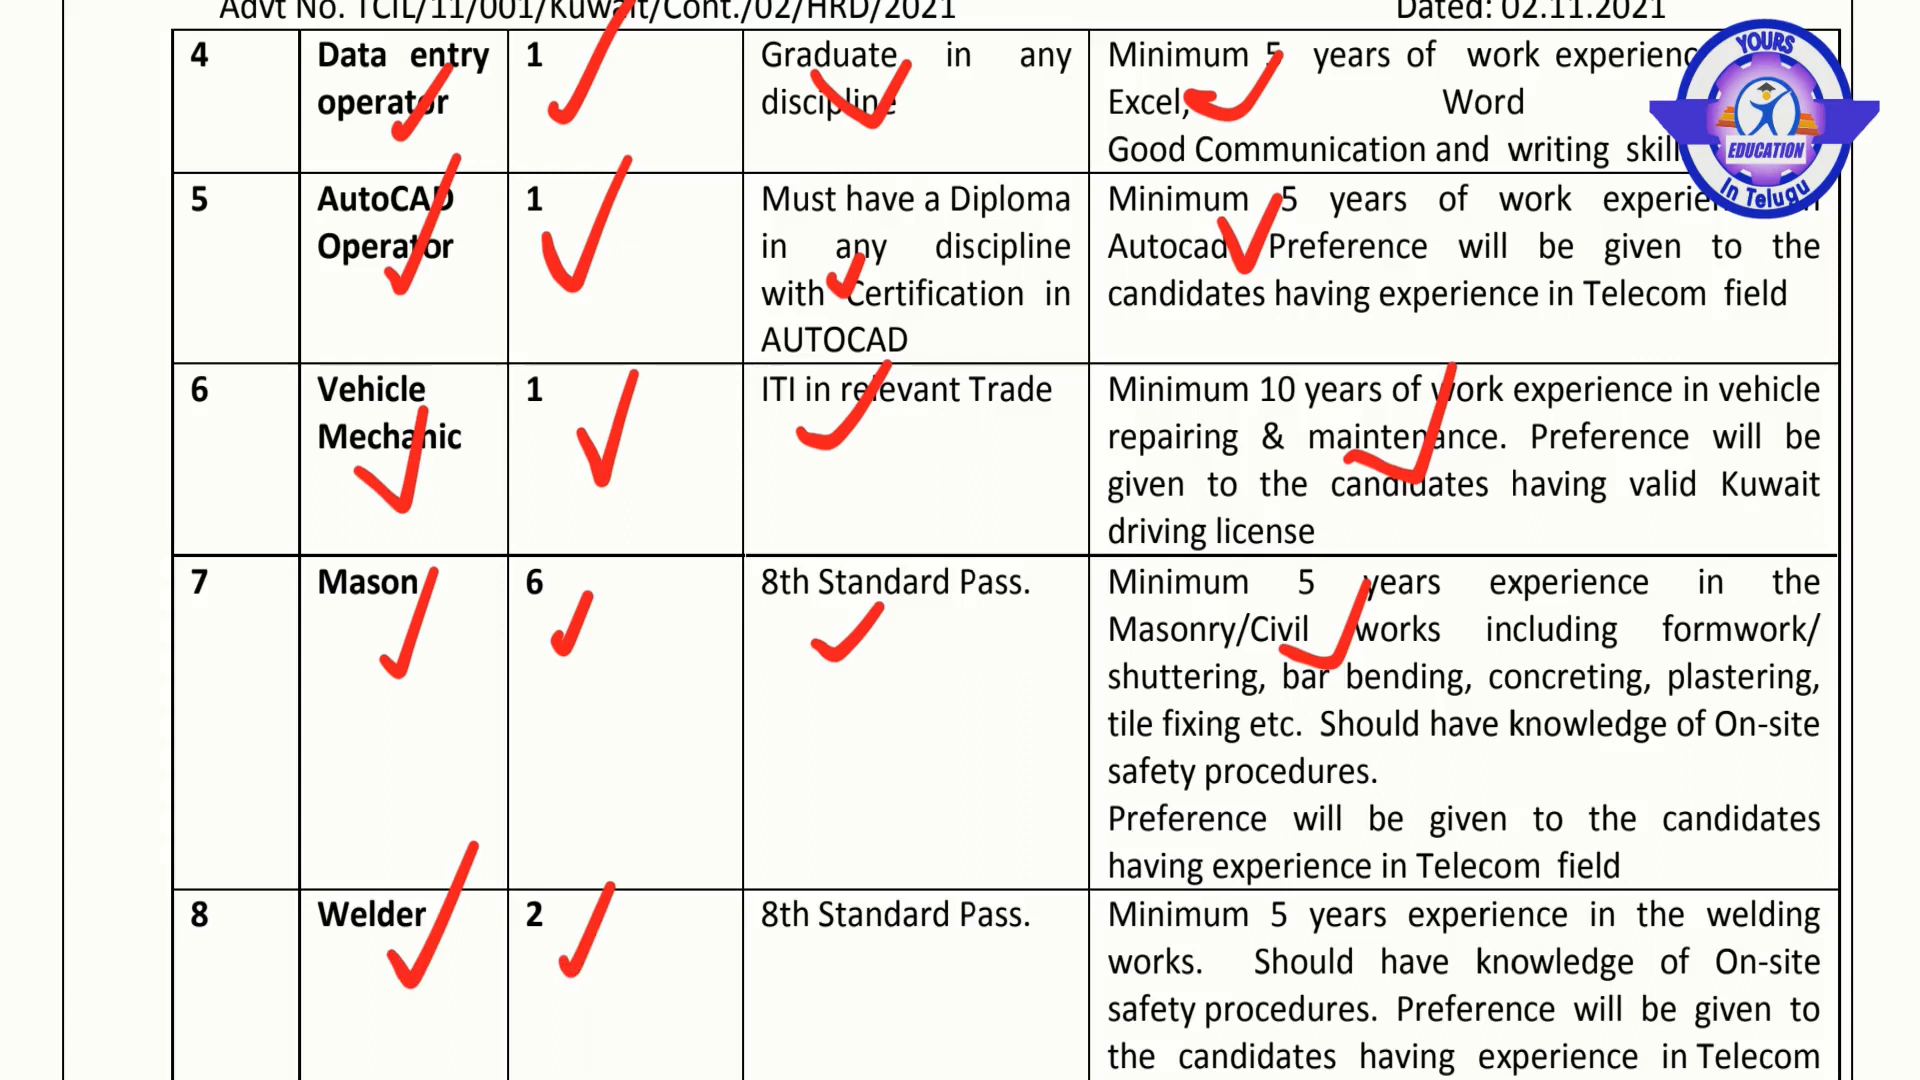 Advt No. TCIL/11/001/Kuwait/Cont./02/HRD/2021 Dated: 02.11.2021
4 Data entry 1 Graduate in any Minimum 5 years of work experienc
operator discipline Excel, Word
Good Communication and writing skill
5 AutoCAD 1 Must have a Diploma Minimum 5 years of work experie
Operator in any discipline Autocad Preference will be given to the
with Certification in candidates having experience in Telecom field
AUTOCAD
6 Vehicle 1 ITI in relevant Trade Minimum 10 years of work experience in vehicle
Mechanic repairing & maintenance. Preference will be
given to the candidates having valid Kuwait
driving license
7 Mason 6 8th Standard Pass. Minimum 5 years experience in the
Masonry/Civil works including formwork/
shuttering, bar bending, concreting, plastering,
tile fixing etc. Should have knowledge of On-site
safety procedures.
Preference will be given to the candidates
having experience in Telecom field
8 Welder 2 8th Standard Pass. Minimum 5 years experience in the welding
works. Should have knowledge of On-site
safety procedures. Preference will be given to
the candidates having experience in Telecom
YOURS
EDUCATION
In Telugu